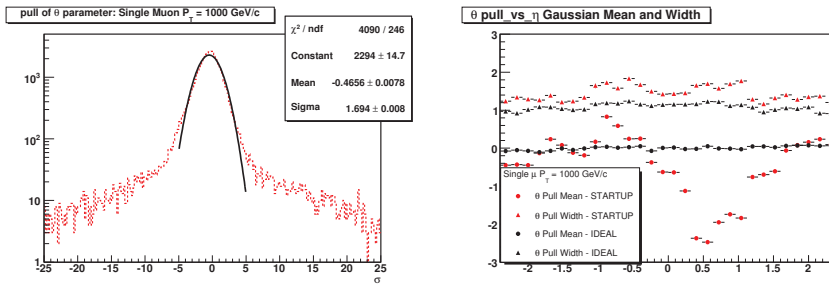 pull of θ parameter: Single Muon P_T = 1000 GeV/c
χ² / ndf 4090 / 246
Constant 2294 ± 14.7
Mean -0.4656 ± 0.0078
Sigma 1.694 ± 0.008
10³
10²
10
1
-25 -20 -15 -10 -5 0 5 10 15 20 25
σ
θ pull_vs_η Gaussian Mean and Width
3
2
1
0
-1
-2
-3
Single μ P_T = 1000 GeV/c
θ Pull Mean - STARTUP
θ Pull Width - STARTUP
θ Pull Mean - IDEAL
θ Pull Width - IDEAL
-2 -1.5 -1 -0.5 0 0.5 1 1.5 2